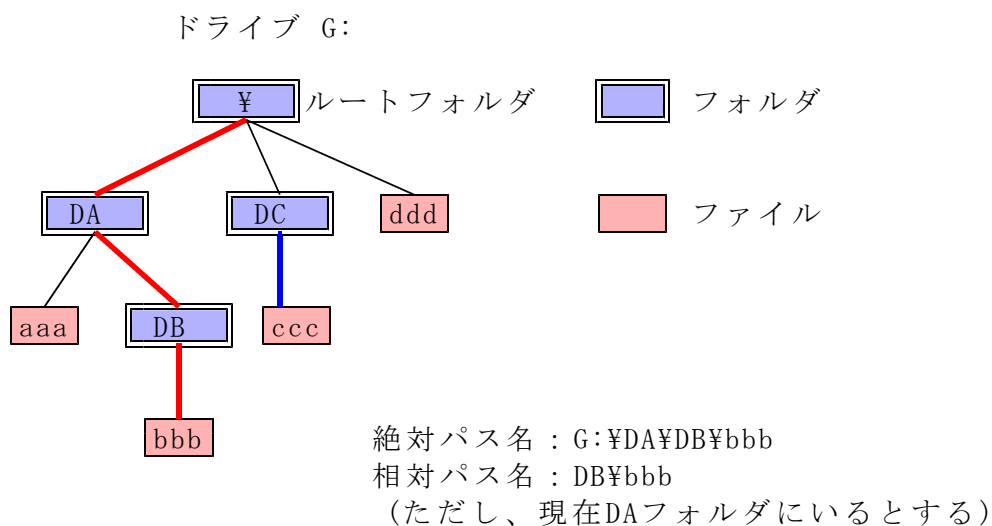 ドライブ G:
¥ ルートフォルダ フォルダ
DA DC ddd ファイル
aaa DB ccc
bbb
絶対パス名：G:¥DA¥DB¥bbb
相対パス名：DB¥bbb
(ただし、現在DAフォルダにいるとする)